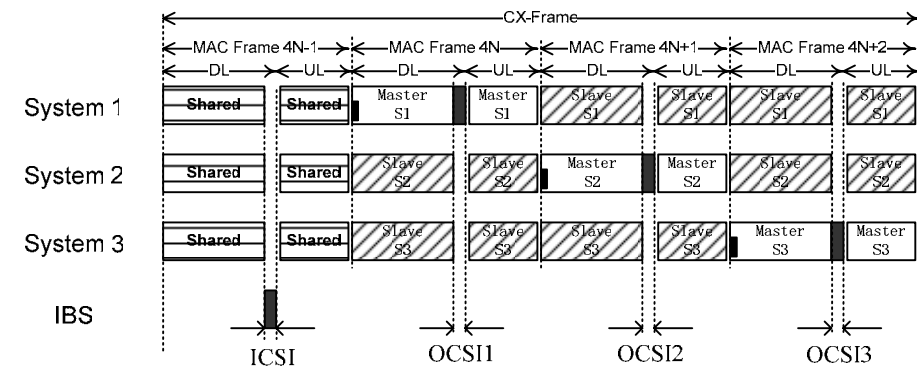 CX-Frame
MAC Frame 4N-1 MAC Frame 4N MAC Frame 4N+1 MAC Frame 4N+2
DL UL DL UL DL UL DL UL
System 1 Shared Shared Master S1 Master S1 Slave S1 Slave S1 Slave S1 Slave S1
System 2 Shared Shared Slave S2 Slave S2 Master S2 Master S2 Slave S2 Slave S2
System 3 Shared Shared Slave S3 Slave S3 Slave S3 Slave S3 Master S3 Master S3
IBS
ICSI OCSI1 OCSI2 OCSI3